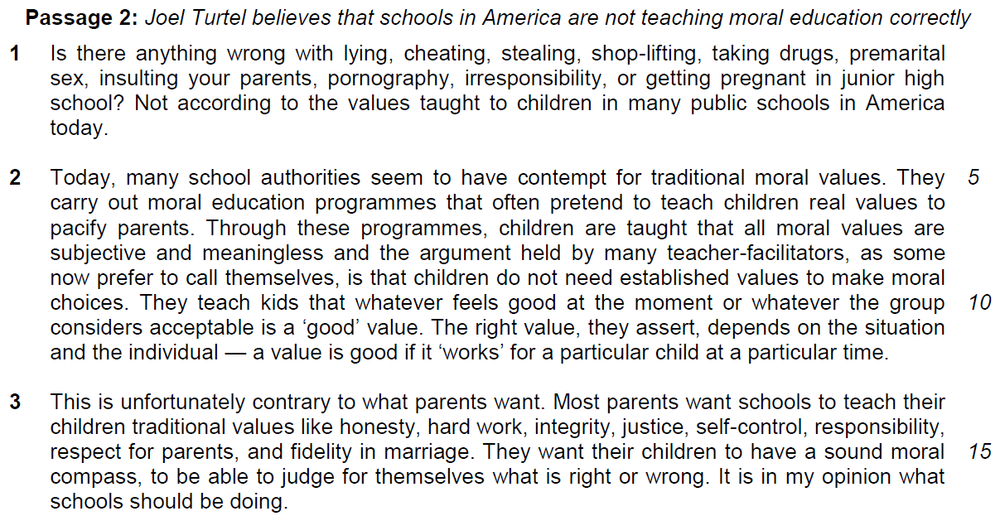 Passage 2: Joel Turtel believes that schools in America are not teaching moral education correctly
1 Is there anything wrong with lying, cheating, stealing, shop-lifting, taking drugs, premarital
sex, insulting your parents, pornography, irresponsibility, or getting pregnant in junior high
school? Not according to the values taught to children in many public schools in America
today.
2 Today, many school authorities seem to have contempt for traditional moral values. They 5
carry out moral education programmes that often pretend to teach children real values to
pacify parents. Through these programmes, children are taught that all moral values are
subjective and meaningless and the argument held by many teacher-facilitators, as some
now prefer to call themselves, is that children do not need established values to make moral
choices. They teach kids that whatever feels good at the moment or whatever the group 10
considers acceptable is a ‘good’ value. The right value, they assert, depends on the situation
and the individual — a value is good if it ‘works’ for a particular child at a particular time.
3 This is unfortunately contrary to what parents want. Most parents want schools to teach their
children traditional values like honesty, hard work, integrity, justice, self-control, responsibility,
respect for parents, and fidelity in marriage. They want their children to have a sound moral 15
compass, to be able to judge for themselves what is right or wrong. It is in my opinion what
schools should be doing.